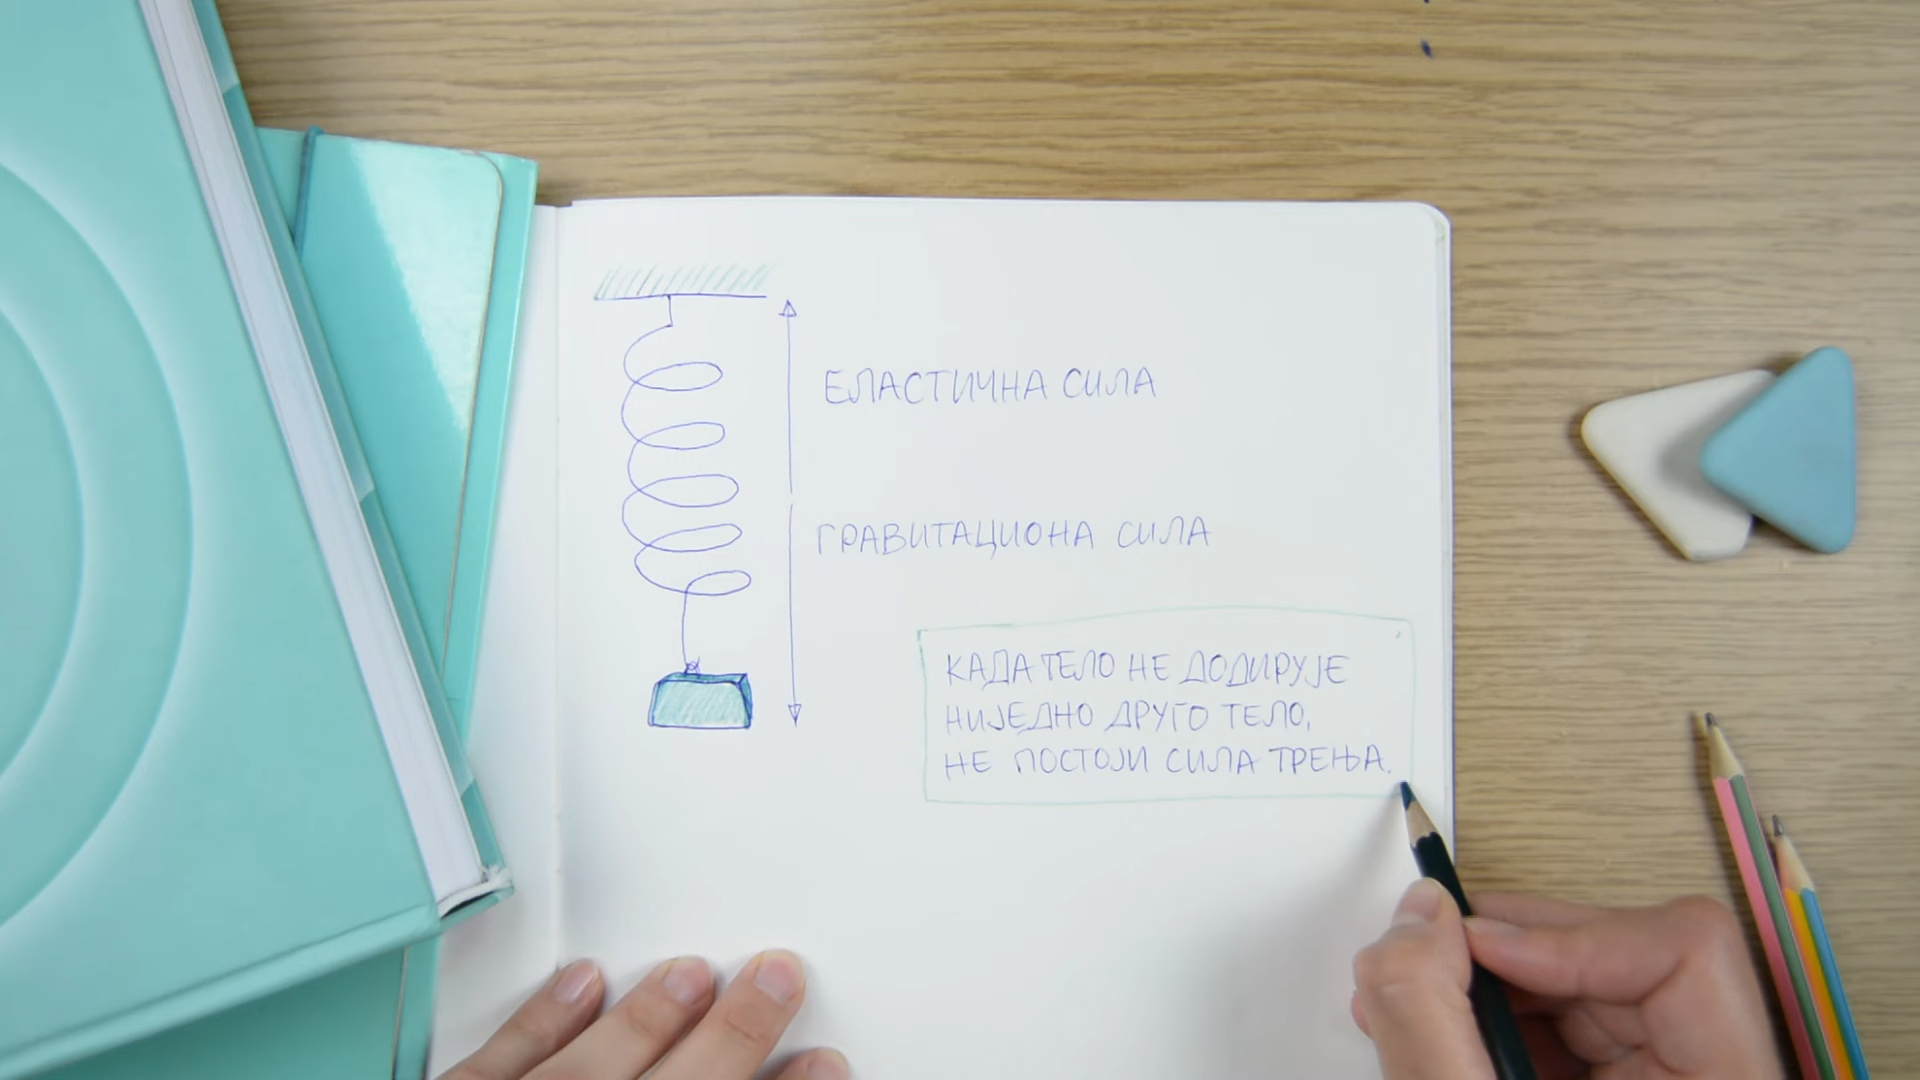 ЕЛАСТИЧНА СИЛА
ГРАВИТАЦИОНА СИЛА
КАДА ТЕЛО НЕ ДОДИРУЈЕ
НИЈЕДНО ДРУГО ТЕЛО,
НЕ ПОСТОЈИ СИЛА ТРЕЊА.